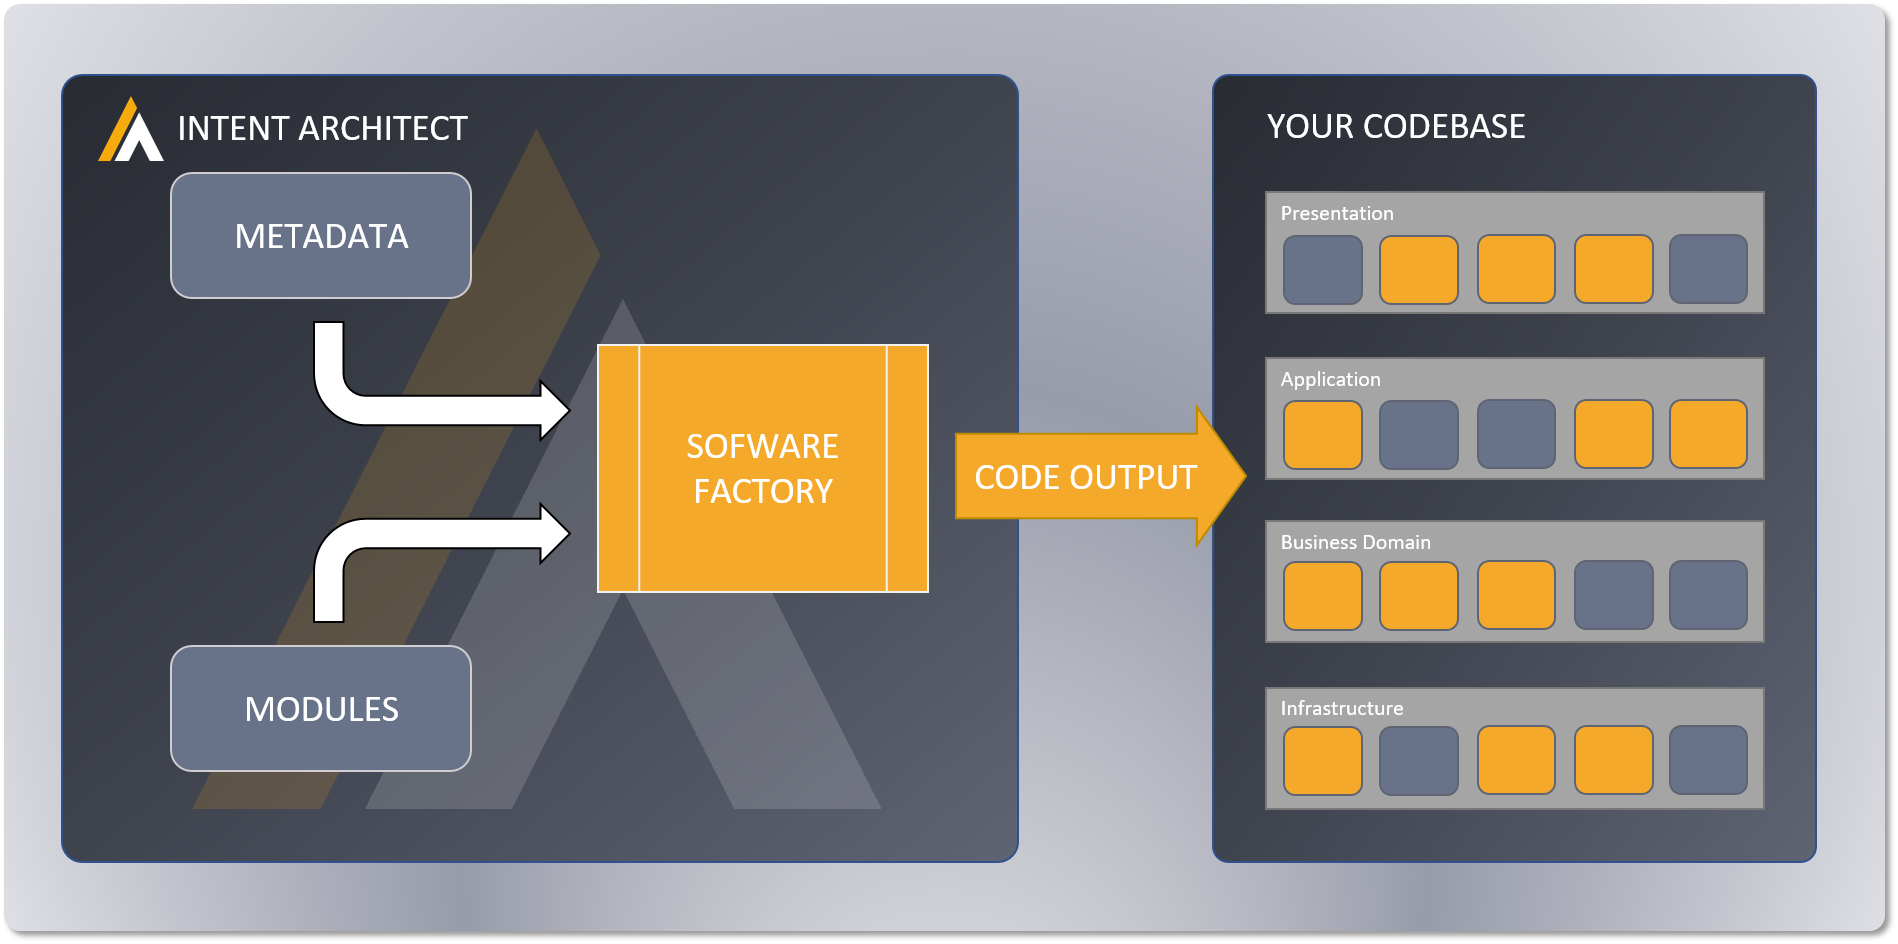 INTENT ARCHITECT
METADATA
MODULES
SOFWARE
FACTORY
CODE OUTPUT
YOUR CODEBASE
Presentation
Application
Business Domain
Infrastructure